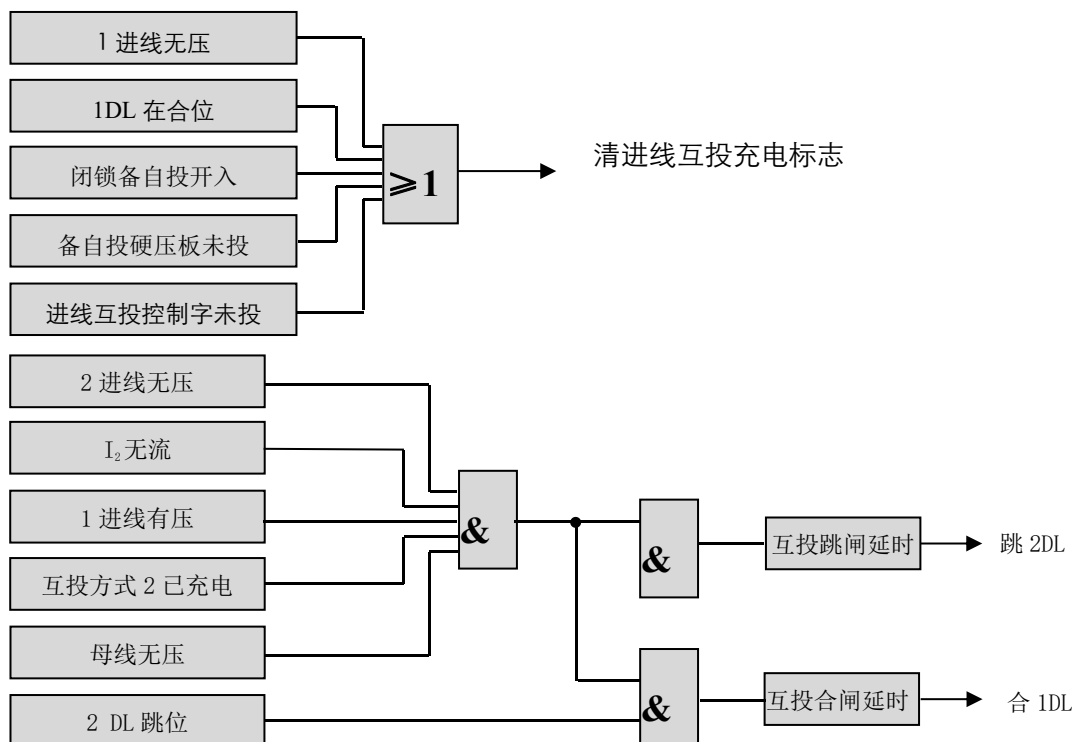 1 进线无压
1DL 在合位
闭锁备自投开入
备自投硬压板未投
进线互投控制字未投
≥1
清进线互投充电标志
2 进线无压
I₂无流
1 进线有压
互投方式 2 已充电
母线无压
2 DL 跳位
&
&
互投跳闸延时
跳 2DL
&
互投合闸延时
合 1DL